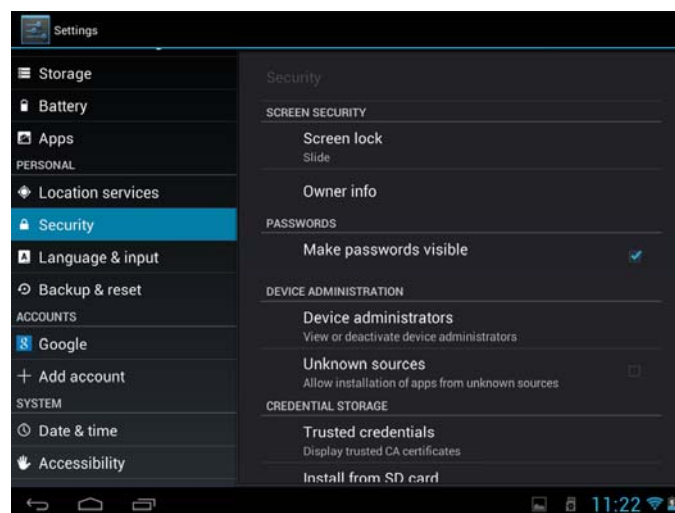 Settings
Storage
Battery
Apps
PERSONAL
Location services
Security
Language & input
Backup & reset
ACCOUNTS
Google
Add account
SYSTEM
Date & time
Accessibility
Security
SCREEN SECURITY
Screen lock
Slide
Owner info
PASSWORDS
Make passwords visible
DEVICE ADMINISTRATION
Device administrators
View or deactivate device administrators
Unknown sources
Allow installation of apps from unknown sources
CREDENTIAL STORAGE
Trusted credentials
Display trusted CA certificates
Install from SD card
11:22